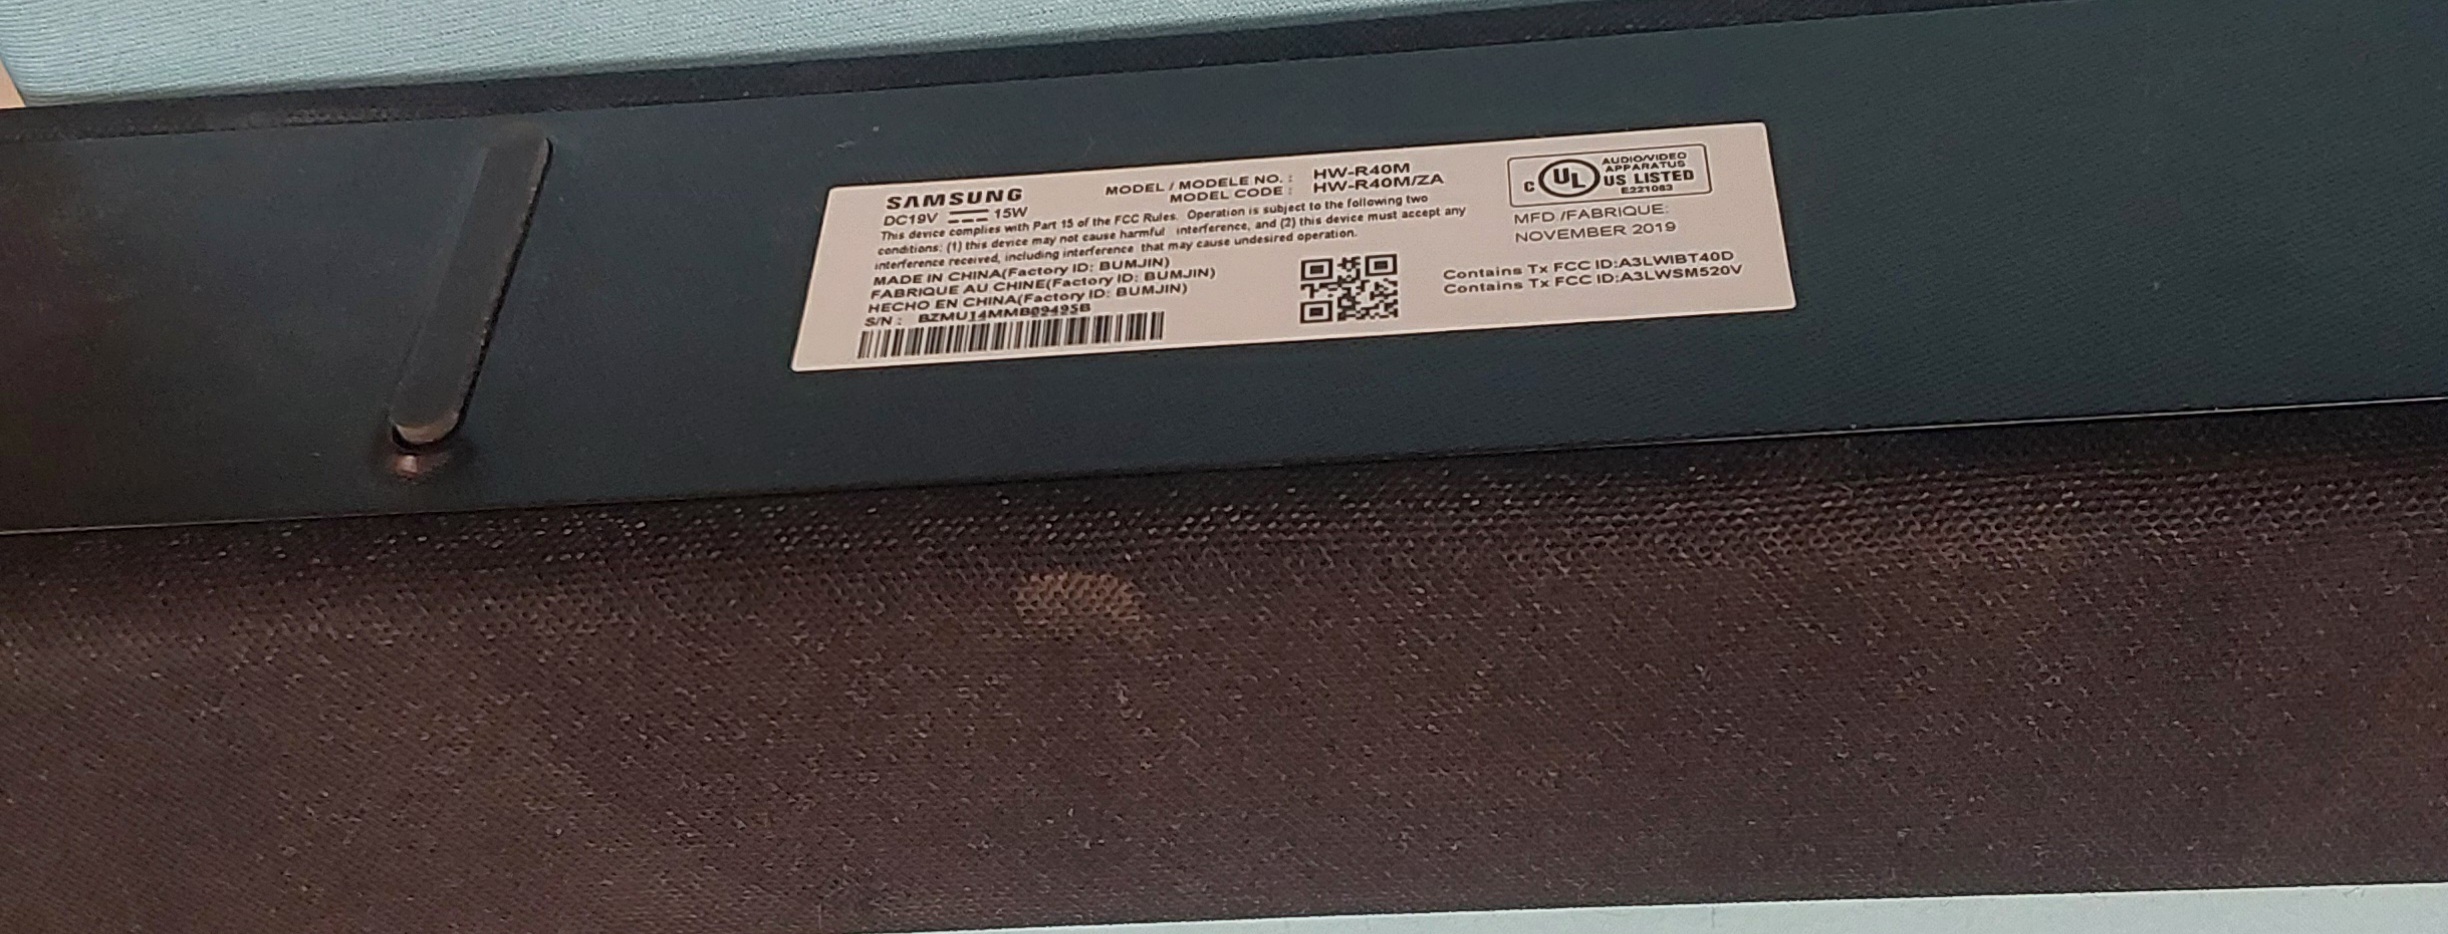 SAMSUNG
DC19V 15W
MODEL / MODELE NO. : HW-R40M
MODEL CODE : HW-R40M/ZA
This device complies with Part 15 of the FCC Rules. Operation is subject to the following two
conditions: (1) this device may not cause harmful interference, and (2) this device must accept any
interference received, including interference that may cause undesired operation.
MADE IN CHINA(Factory ID: BUMJIN)
FABRIQUE AU CHINE(Factory ID: BUMJIN)
HECHO EN CHINA(Factory ID: BUMJIN)
S/N : BZMU14MMB09495B
C UL US LISTED
AUDIO/VIDEO
APPARATUS
E221083
MFD /FABRIQUE:
NOVEMBER 2019
Contains Tx FCC ID:A3LWIBT40D
Contains Tx FCC ID:A3LWSM520V